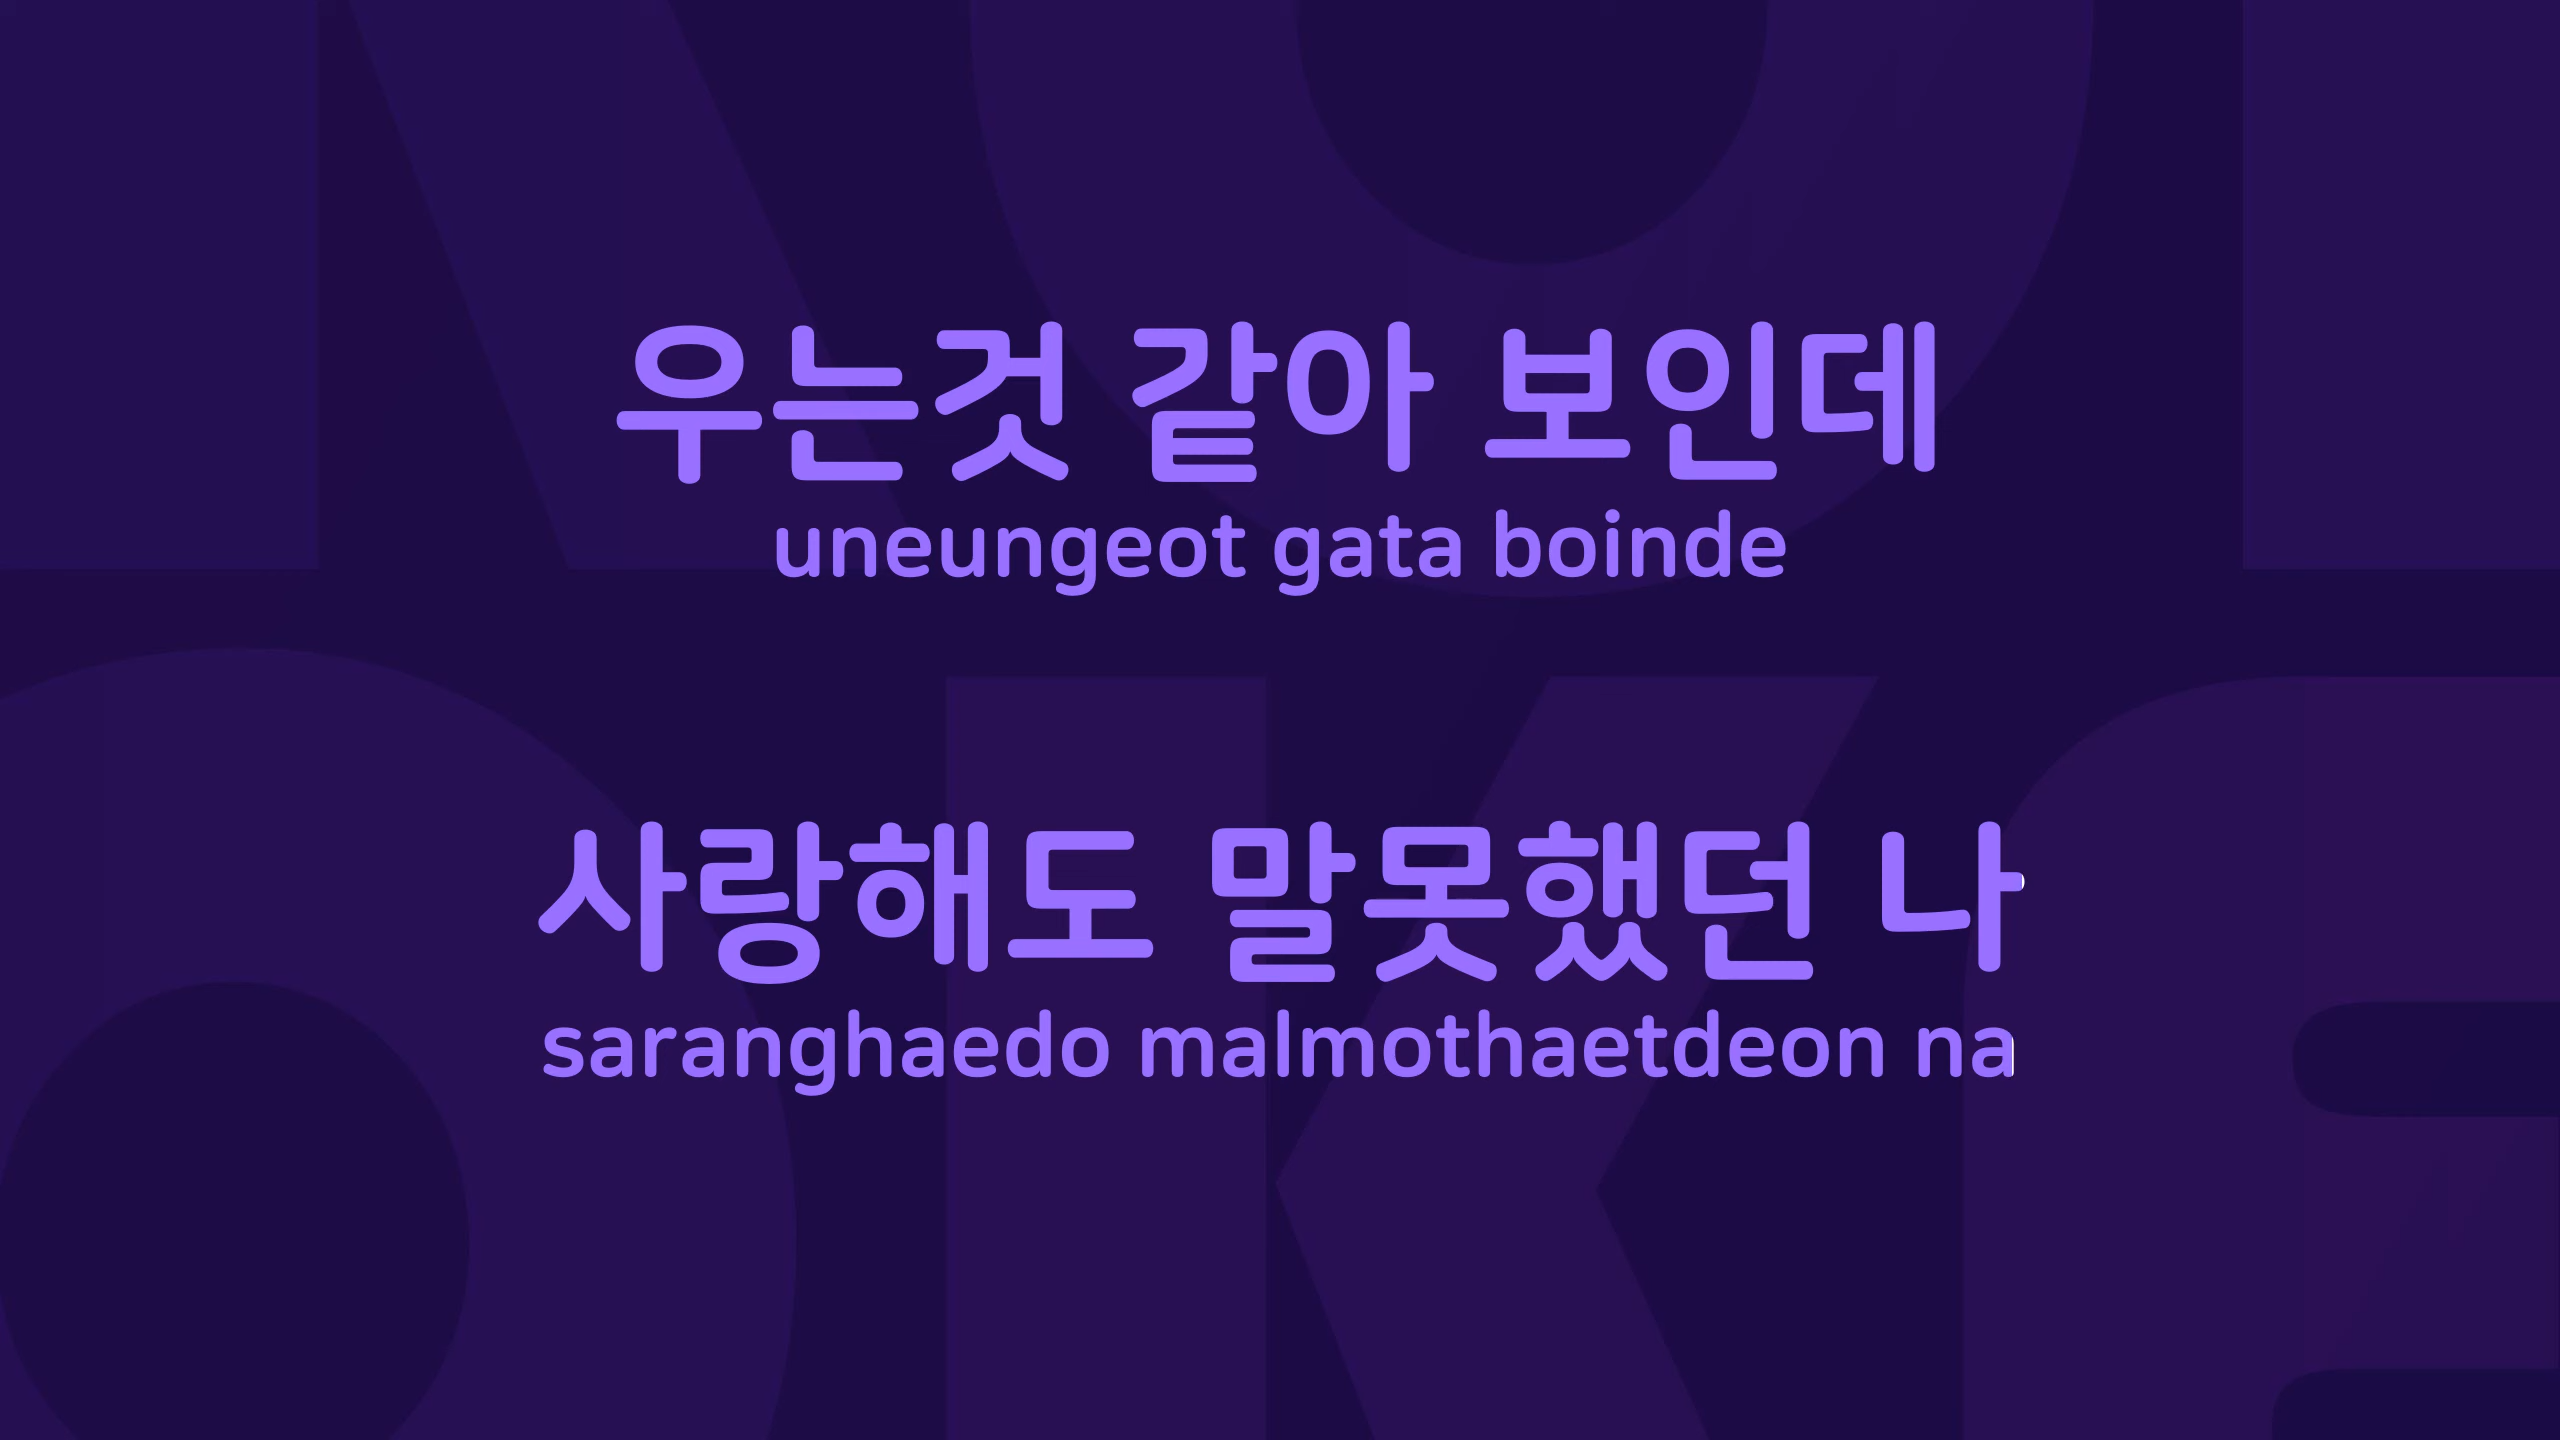 우는것 같아 보인데
uneungeot gata boinde
사랑해도 말못했던 나
saranghaedo malmothaetdeon na